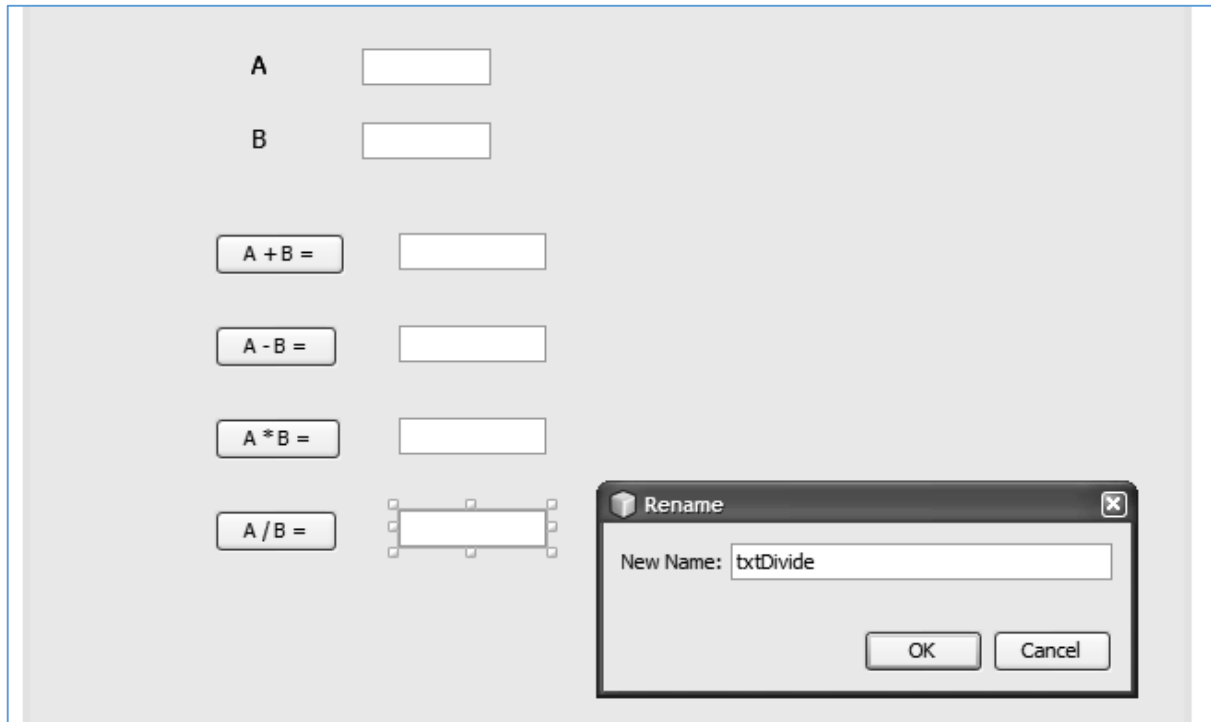 A
B
A + B =
A - B =
A * B =
A / B =
Rename
New Name: txtDivide
OK Cancel